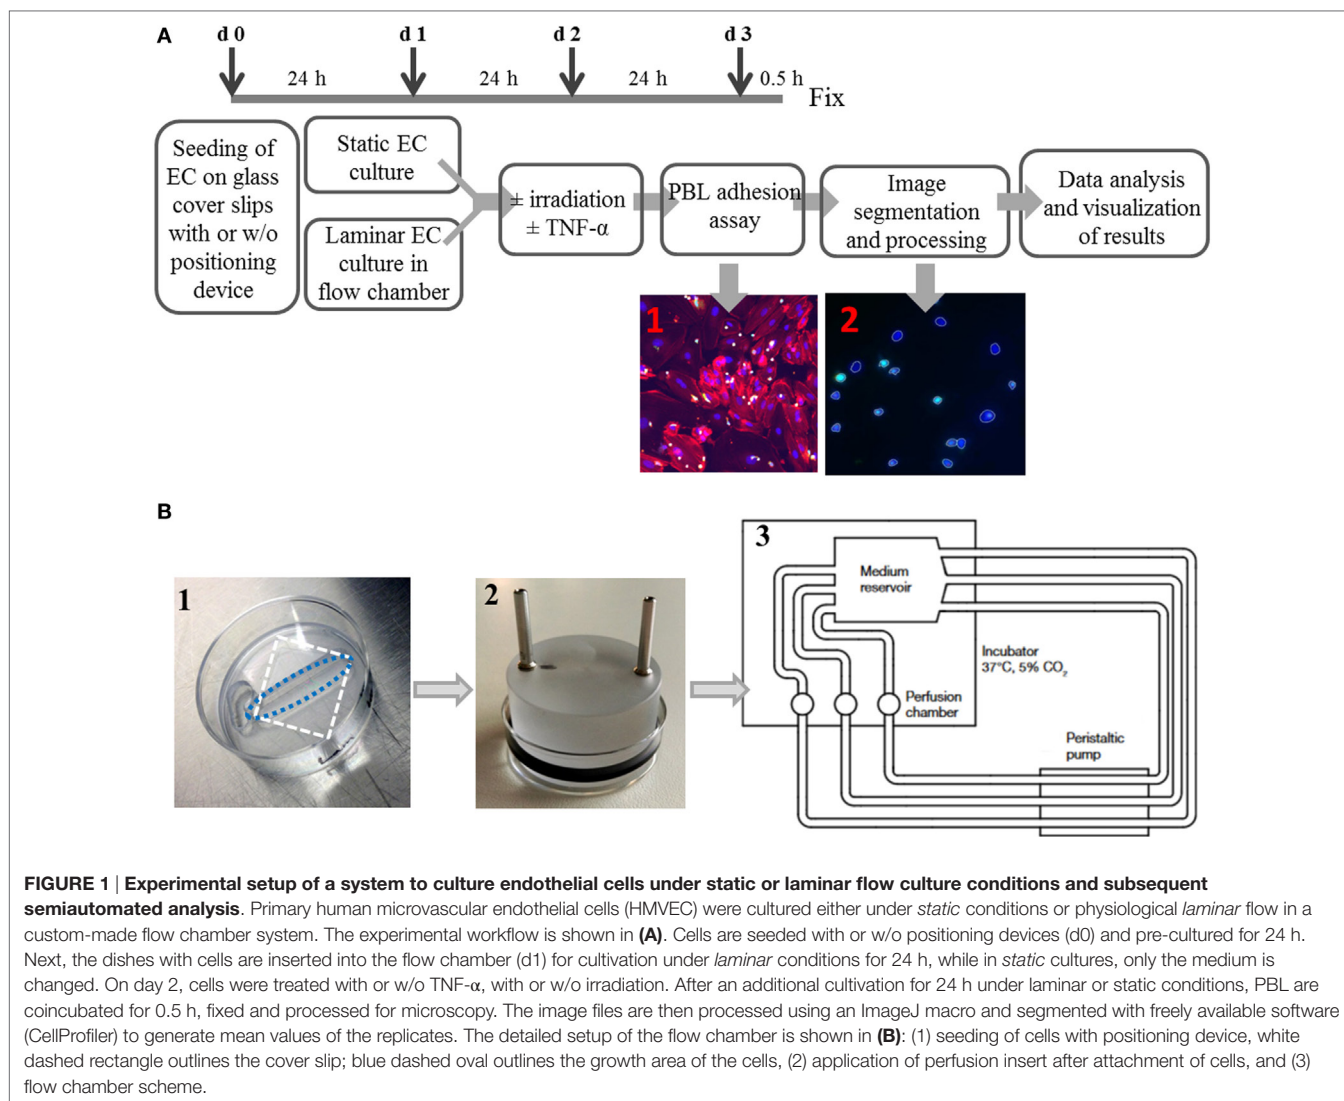 A
d 0
d 1
d 2
d 3
24 h
24 h
24 h
0.5 h
Fix
Seeding of
EC on glass
cover slips
with or w/o
positioning
device
Static EC
culture
Laminar EC
culture in
flow chamber
± irradiation
± TNF-α
PBL adhesion
assay
Image
segmentation
and processing
Data analysis
and visualization
of results
1
2
B
1
2
3
Medium
reservoir
Incubator
37°C, 5% CO₂
Perfusion
chamber
Peristaltic
pump
FIGURE 1 | Experimental setup of a system to culture endothelial cells under static or laminar flow culture conditions and subsequent
semiautomated analysis. Primary human microvascular endothelial cells (HMVEC) were cultured either under static conditions or physiological laminar flow in a
custom-made flow chamber system. The experimental workflow is shown in (A). Cells are seeded with or w/o positioning devices (d0) and pre-cultured for 24 h.
Next, the dishes with cells are inserted into the flow chamber (d1) for cultivation under laminar conditions for 24 h, while in static cultures, only the medium is
changed. On day 2, cells were treated with or w/o TNF-α, with or w/o irradiation. After an additional cultivation for 24 h under laminar or static conditions, PBL are
coincubated for 0.5 h, fixed and processed for microscopy. The image files are then processed using an ImageJ macro and segmented with freely available software
(CellProfiler) to generate mean values of the replicates. The detailed setup of the flow chamber is shown in (B): (1) seeding of cells with positioning device, white
dashed rectangle outlines the cover slip; blue dashed oval outlines the growth area of the cells, (2) application of perfusion insert after attachment of cells, and (3)
flow chamber scheme.